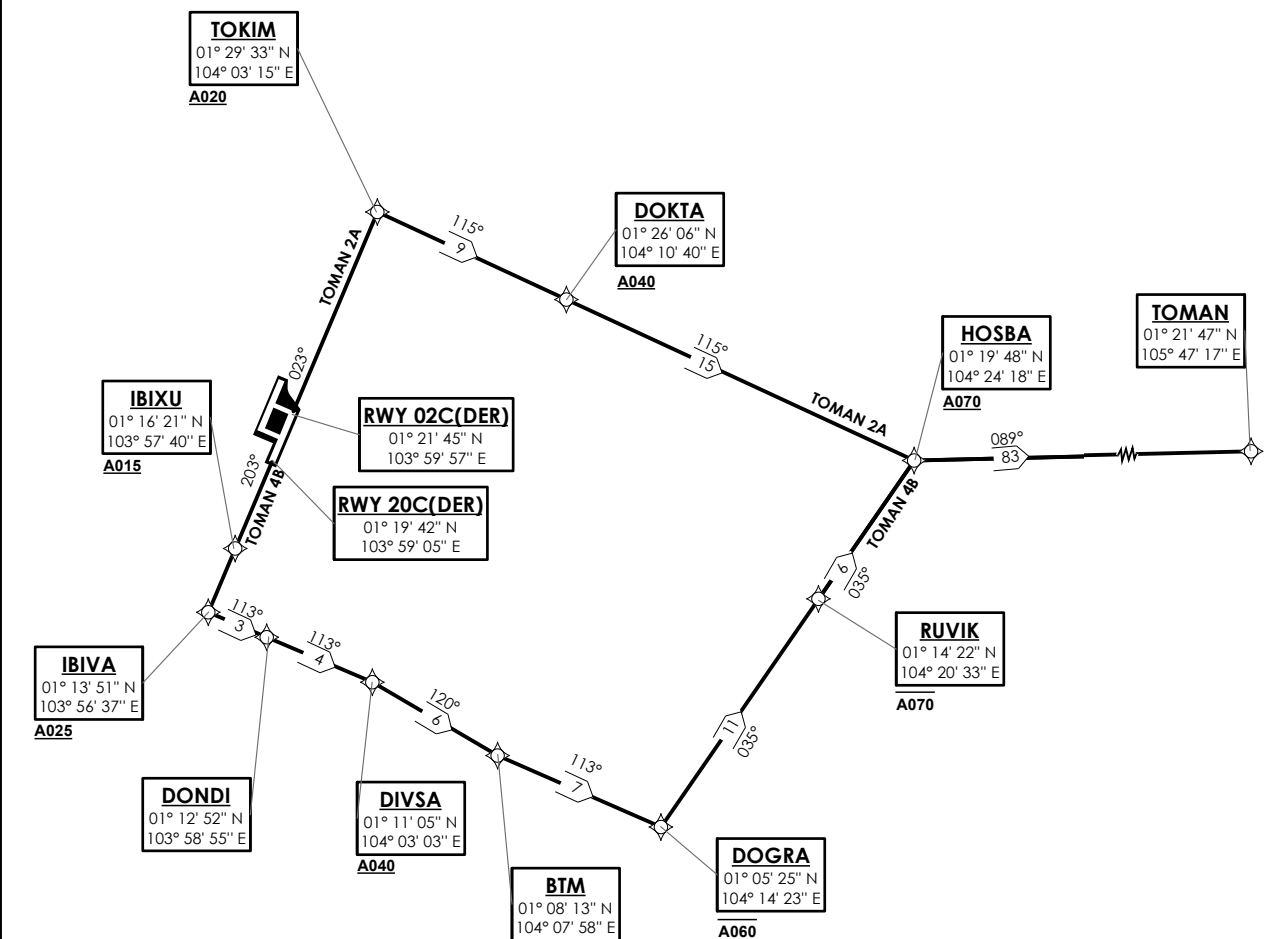 TOKIM
01° 29' 33" N
104° 03' 15" E
A020
TOMAN 2A
023°
115°
9
DOKTA
01° 26' 06" N
104° 10' 40" E
A040
115°
15
TOMAN 2A
HOSBA
01° 19' 48" N
104° 24' 18" E
A070
TOMAN
01° 21' 47" N
105° 47' 17" E
089°
83
IBIXU
01° 16' 21" N
103° 57' 40" E
A015
RWY 02C(DER)
01° 21' 45" N
103° 59' 57" E
203°
TOMAN 4B
RWY 20C(DER)
01° 19' 42" N
103° 59' 05" E
TOMAN 4B
6
035°
RUVIK
01° 14' 22" N
104° 20' 33" E
A070
11
035°
IBIVA
01° 13' 51" N
103° 56' 37" E
A025
113°
3
113°
4
120°
6
113°
7
DONDI
01° 12' 52" N
103° 58' 55" E
DIVSA
01° 11' 05" N
104° 03' 03" E
A040
BTM
01° 08' 13" N
104° 07' 58" E
DOGRA
01° 05' 25" N
104° 14' 23" E
A060